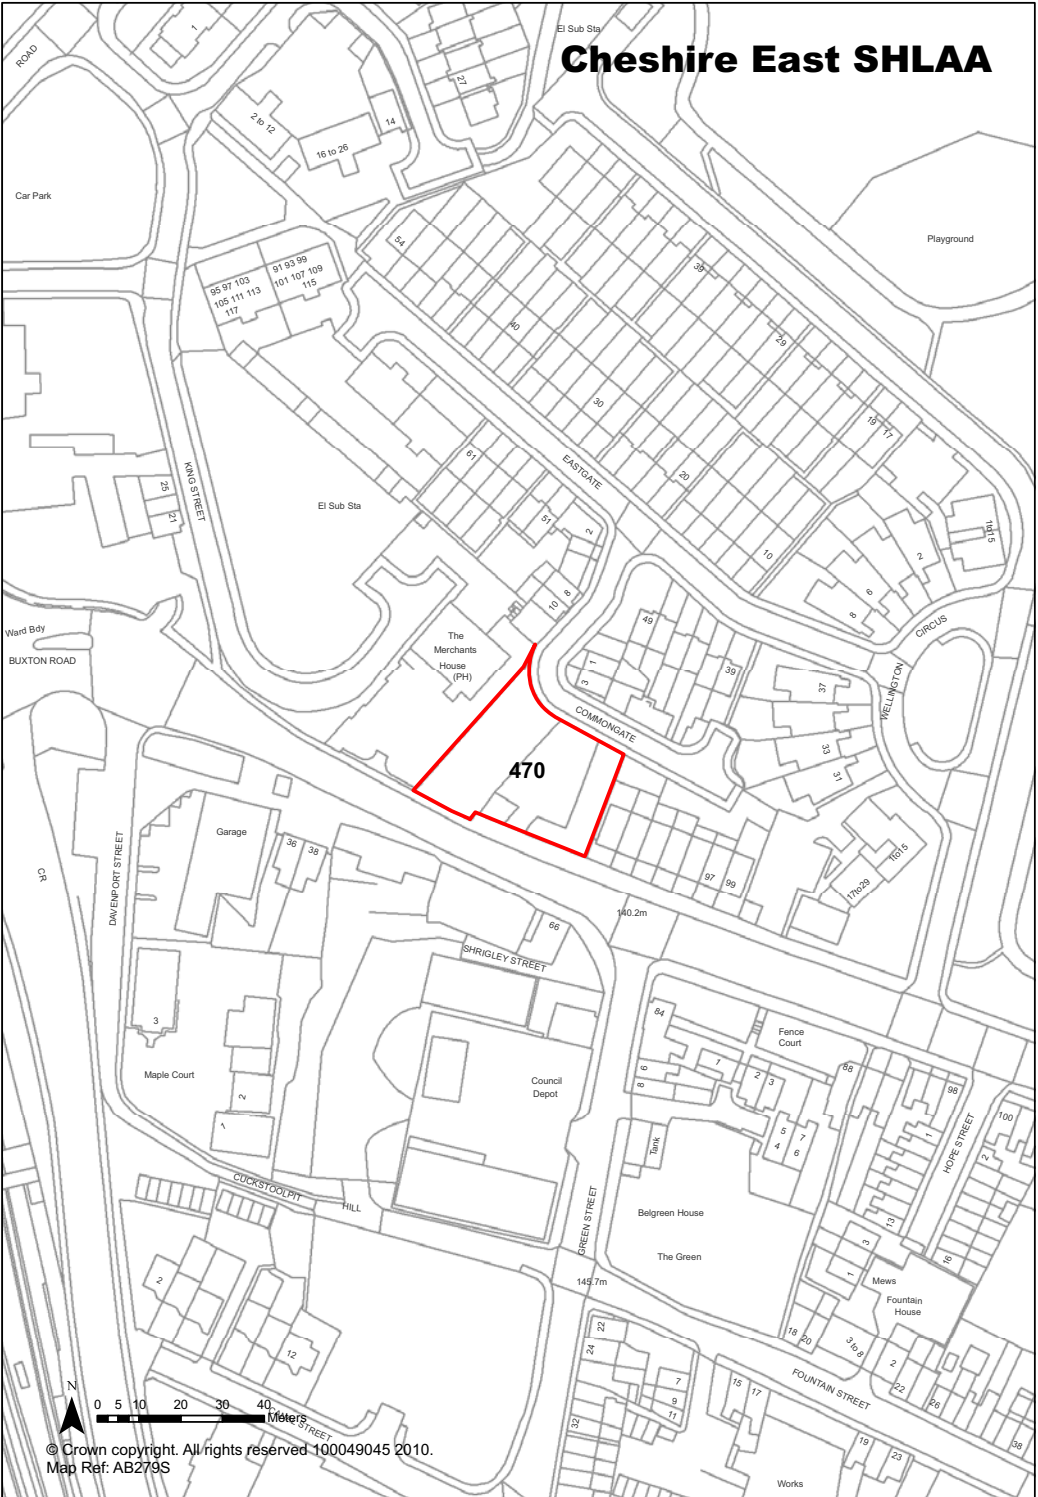 El Sub Sta
Cheshire East SHLAA
ROAD
1
27
2 to 12
14
16 to 26
Car Park
Playground
54
39
91 93 99
101 107 109
115
95 97 103
105 111 113
117
40
29
30
19
17
61
EASTGATE
20
KING STREET
25
21
El Sub Sta
51
2
10
1to15
2
6
8
8
10
CIRCUS
Ward Bdy
BUXTON ROAD
The
Merchants
House
(PH)
49
1
3
39
37
WELLINGTON
COMMONGATE
33
31
470
Garage
36
38
DAVENPORT STREET
CR
97
99
1to15
17to29
140.2m
66
SHRIGLEY STREET
84
Fence
Court
3
Maple Court
2
1
Council
Depot
6
8
1
2
3
88
98
100
5
4
7
6
1
HOPE STREET
2
Tank
CUCKSTOOLPIT
HILL
GREEN STREET
Belgreen House
The Green
13
3
1
16
Mews
Fountain
House
145.7m
2
12
22
24
18
20
3 to 8
2
22
26
7
9
11
15
17
FOUNTAIN STREET
32
38
19
23
Works
N
0 5 10 20 30 40
Meters
STREET
© Crown copyright. All rights reserved 100049045 2010.
Map Ref: AB279S